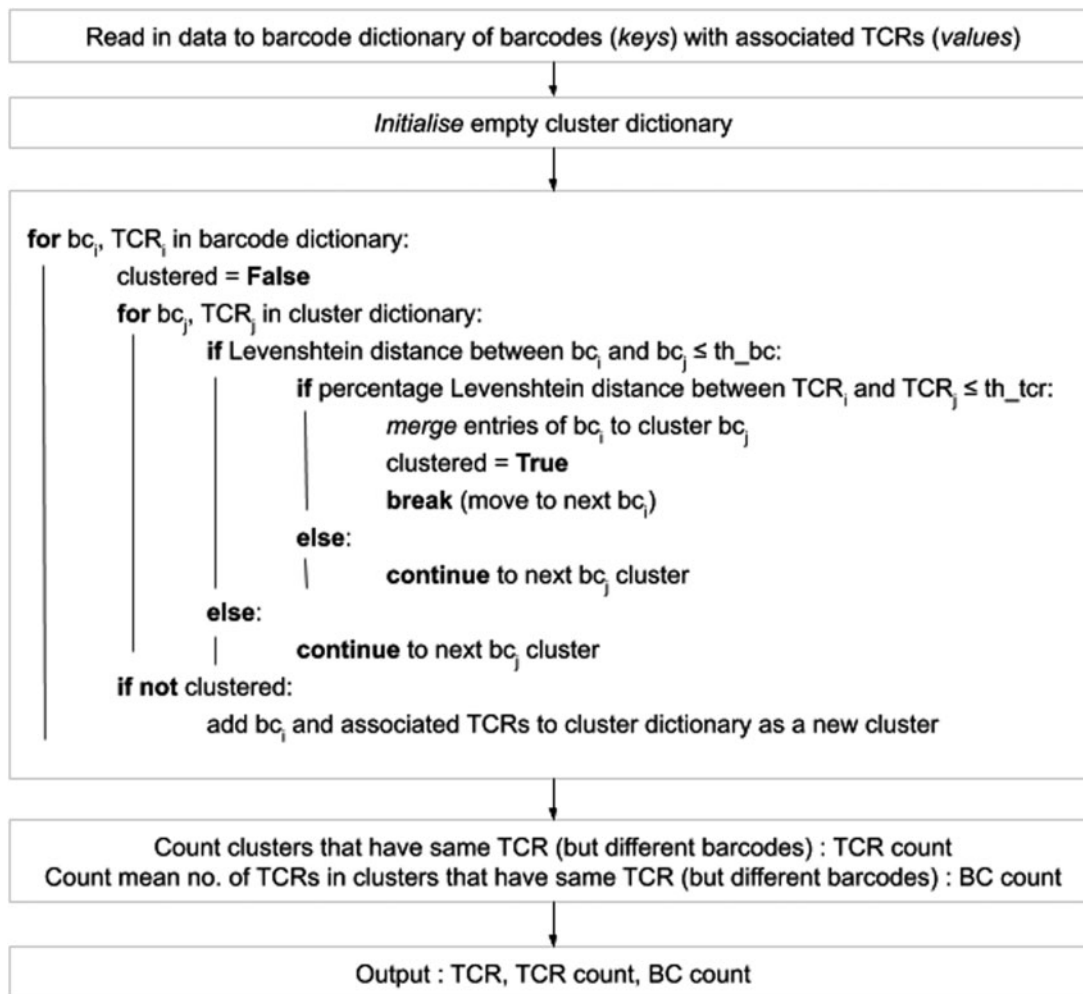 Read in data to barcode dictionary of barcodes (keys) with associated TCRs (values)
Initialise empty cluster dictionary
for bcᵢ, TCRᵢ in barcode dictionary:
clustered = False
for bcⱼ, TCRⱼ in cluster dictionary:
if Levenshtein distance between bcᵢ and bcⱼ ≤ th_bc:
if percentage Levenshtein distance between TCRᵢ and TCRⱼ ≤ th_tcr:
merge entries of bcᵢ to cluster bcⱼ
clustered = True
break (move to next bcᵢ)
else:
continue to next bcⱼ cluster
else:
continue to next bcⱼ cluster
if not clustered:
add bcᵢ and associated TCRs to cluster dictionary as a new cluster
Count clusters that have same TCR (but different barcodes) : TCR count
Count mean no. of TCRs in clusters that have same TCR (but different barcodes) : BC count
Output : TCR, TCR count, BC count